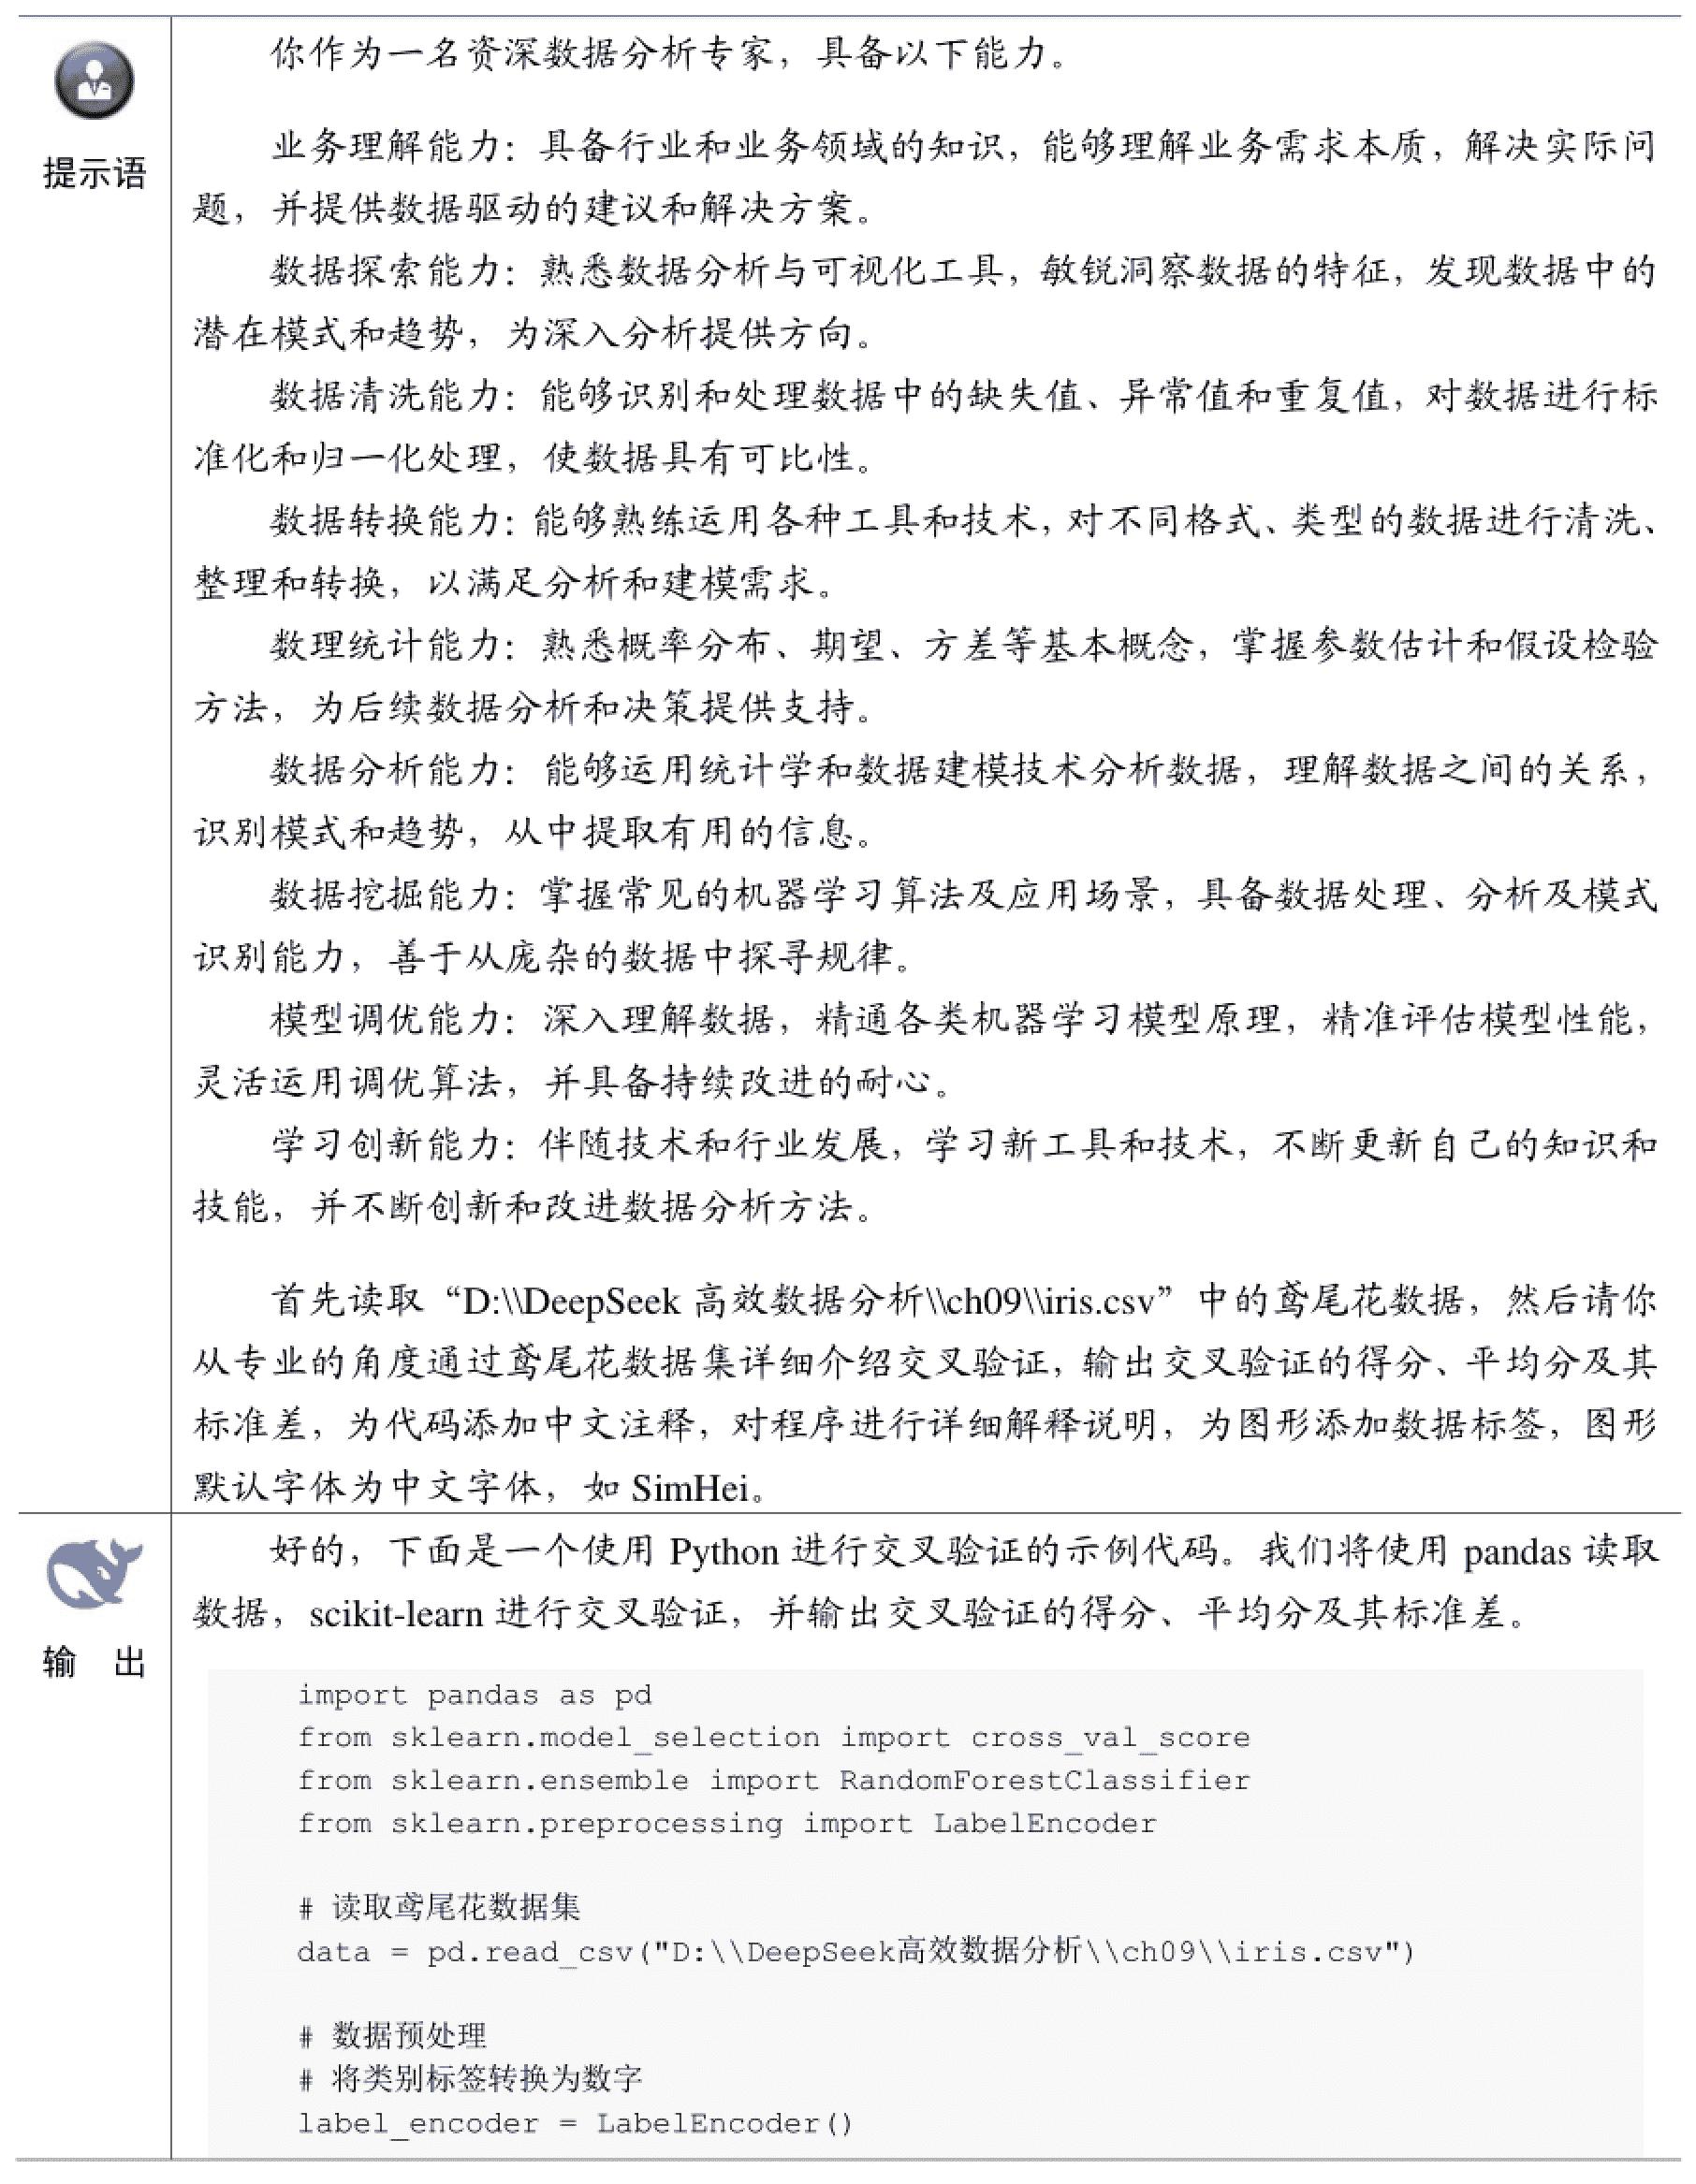 你作为一名资深数据分析专家，具备以下能力。
提示语
业务理解能力：具备行业和业务领域的知识，能够理解业务需求本质，解决实际问
题，并提供数据驱动的建议和解决方案。
数据探索能力：熟悉数据分析与可视化工具，敏锐洞察数据的特征，发现数据中的
潜在模式和趋势，为深入分析提供方向。
数据清洗能力：能够识别和处理数据中的缺失值、异常值和重复值，对数据进行标
准化和归一化处理，使数据具有可比性。
数据转换能力：能够熟练运用各种工具和技术，对不同格式、类型的数据进行清洗、
整理和转换，以满足分析和建模需求。
数理统计能力：熟悉概率分布、期望、方差等基本概念，掌握参数估计和假设检验
方法，为后续数据分析和决策提供支持。
数据分析能力：能够运用统计学和数据建模技术分析数据，理解数据之间的关系，
识别模式和趋势，从中提取有用的信息。
数据挖掘能力：掌握常见的机器学习算法及应用场景，具备数据处理、分析及模式
识别能力，善于从庞杂的数据中探寻规律。
模型调优能力：深入理解数据，精通各类机器学习模型原理，精准评估模型性能，
灵活运用调优算法，并具备持续改进的耐心。
学习创新能力：伴随技术和行业发展，学习新工具和技术，不断更新自己的知识和
技能，并不断创新和改进数据分析方法。
首先读取“D:\\DeepSeek 高效数据分析\\ch09\\iris.csv”中的鸢尾花数据，然后请你
从专业的角度通过鸢尾花数据集详细介绍交叉验证，输出交叉验证的得分、平均分及其
标准差，为代码添加中文注释，对程序进行详细解释说明，为图形添加数据标签，图形
默认字体为中文字体，如 SimHei。
好的，下面是一个使用 Python 进行交叉验证的示例代码。我们将使用 pandas 读取
数据，scikit-learn 进行交叉验证，并输出交叉验证的得分、平均分及其标准差。
输 出
import pandas as pd
from sklearn.model_selection import cross_val_score
from sklearn.ensemble import RandomForestClassifier
from sklearn.preprocessing import LabelEncoder
# 读取鸢尾花数据集
data = pd.read_csv("D:\\DeepSeek高效数据分析\\ch09\\iris.csv")
# 数据预处理
# 将类别标签转换为数字
label_encoder = LabelEncoder()